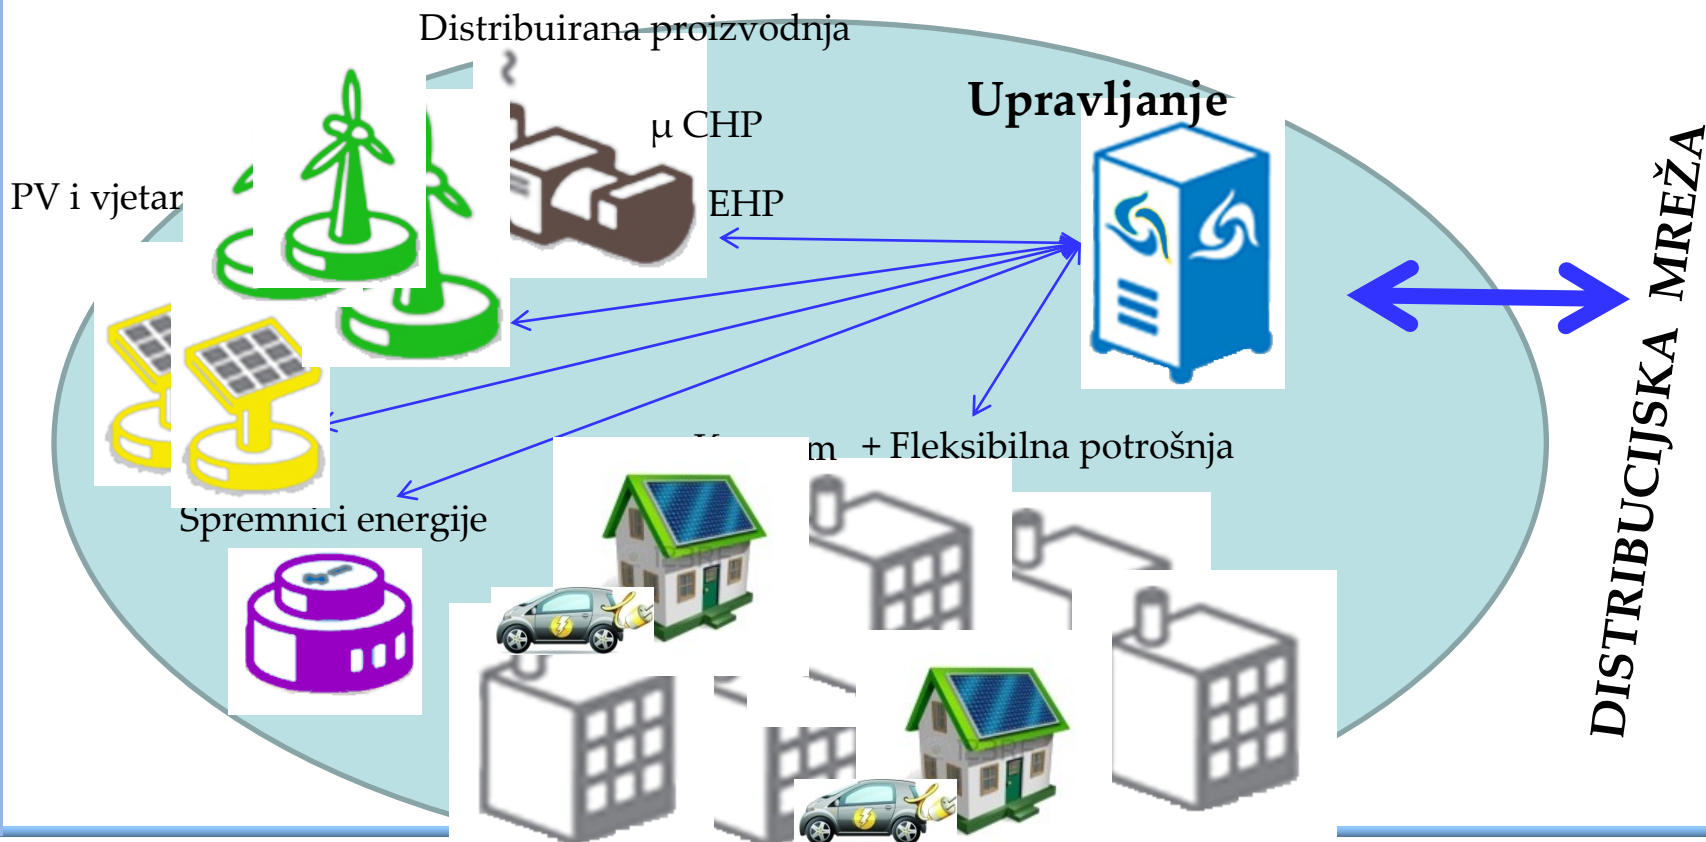 Distribuirana proizvodnja
Upravljanje
μ CHP
PV i vjetar
EHP
m + Fleksibilna potrošnja
Spremnici energije
DISTRIBUCIJSKA MREŽA